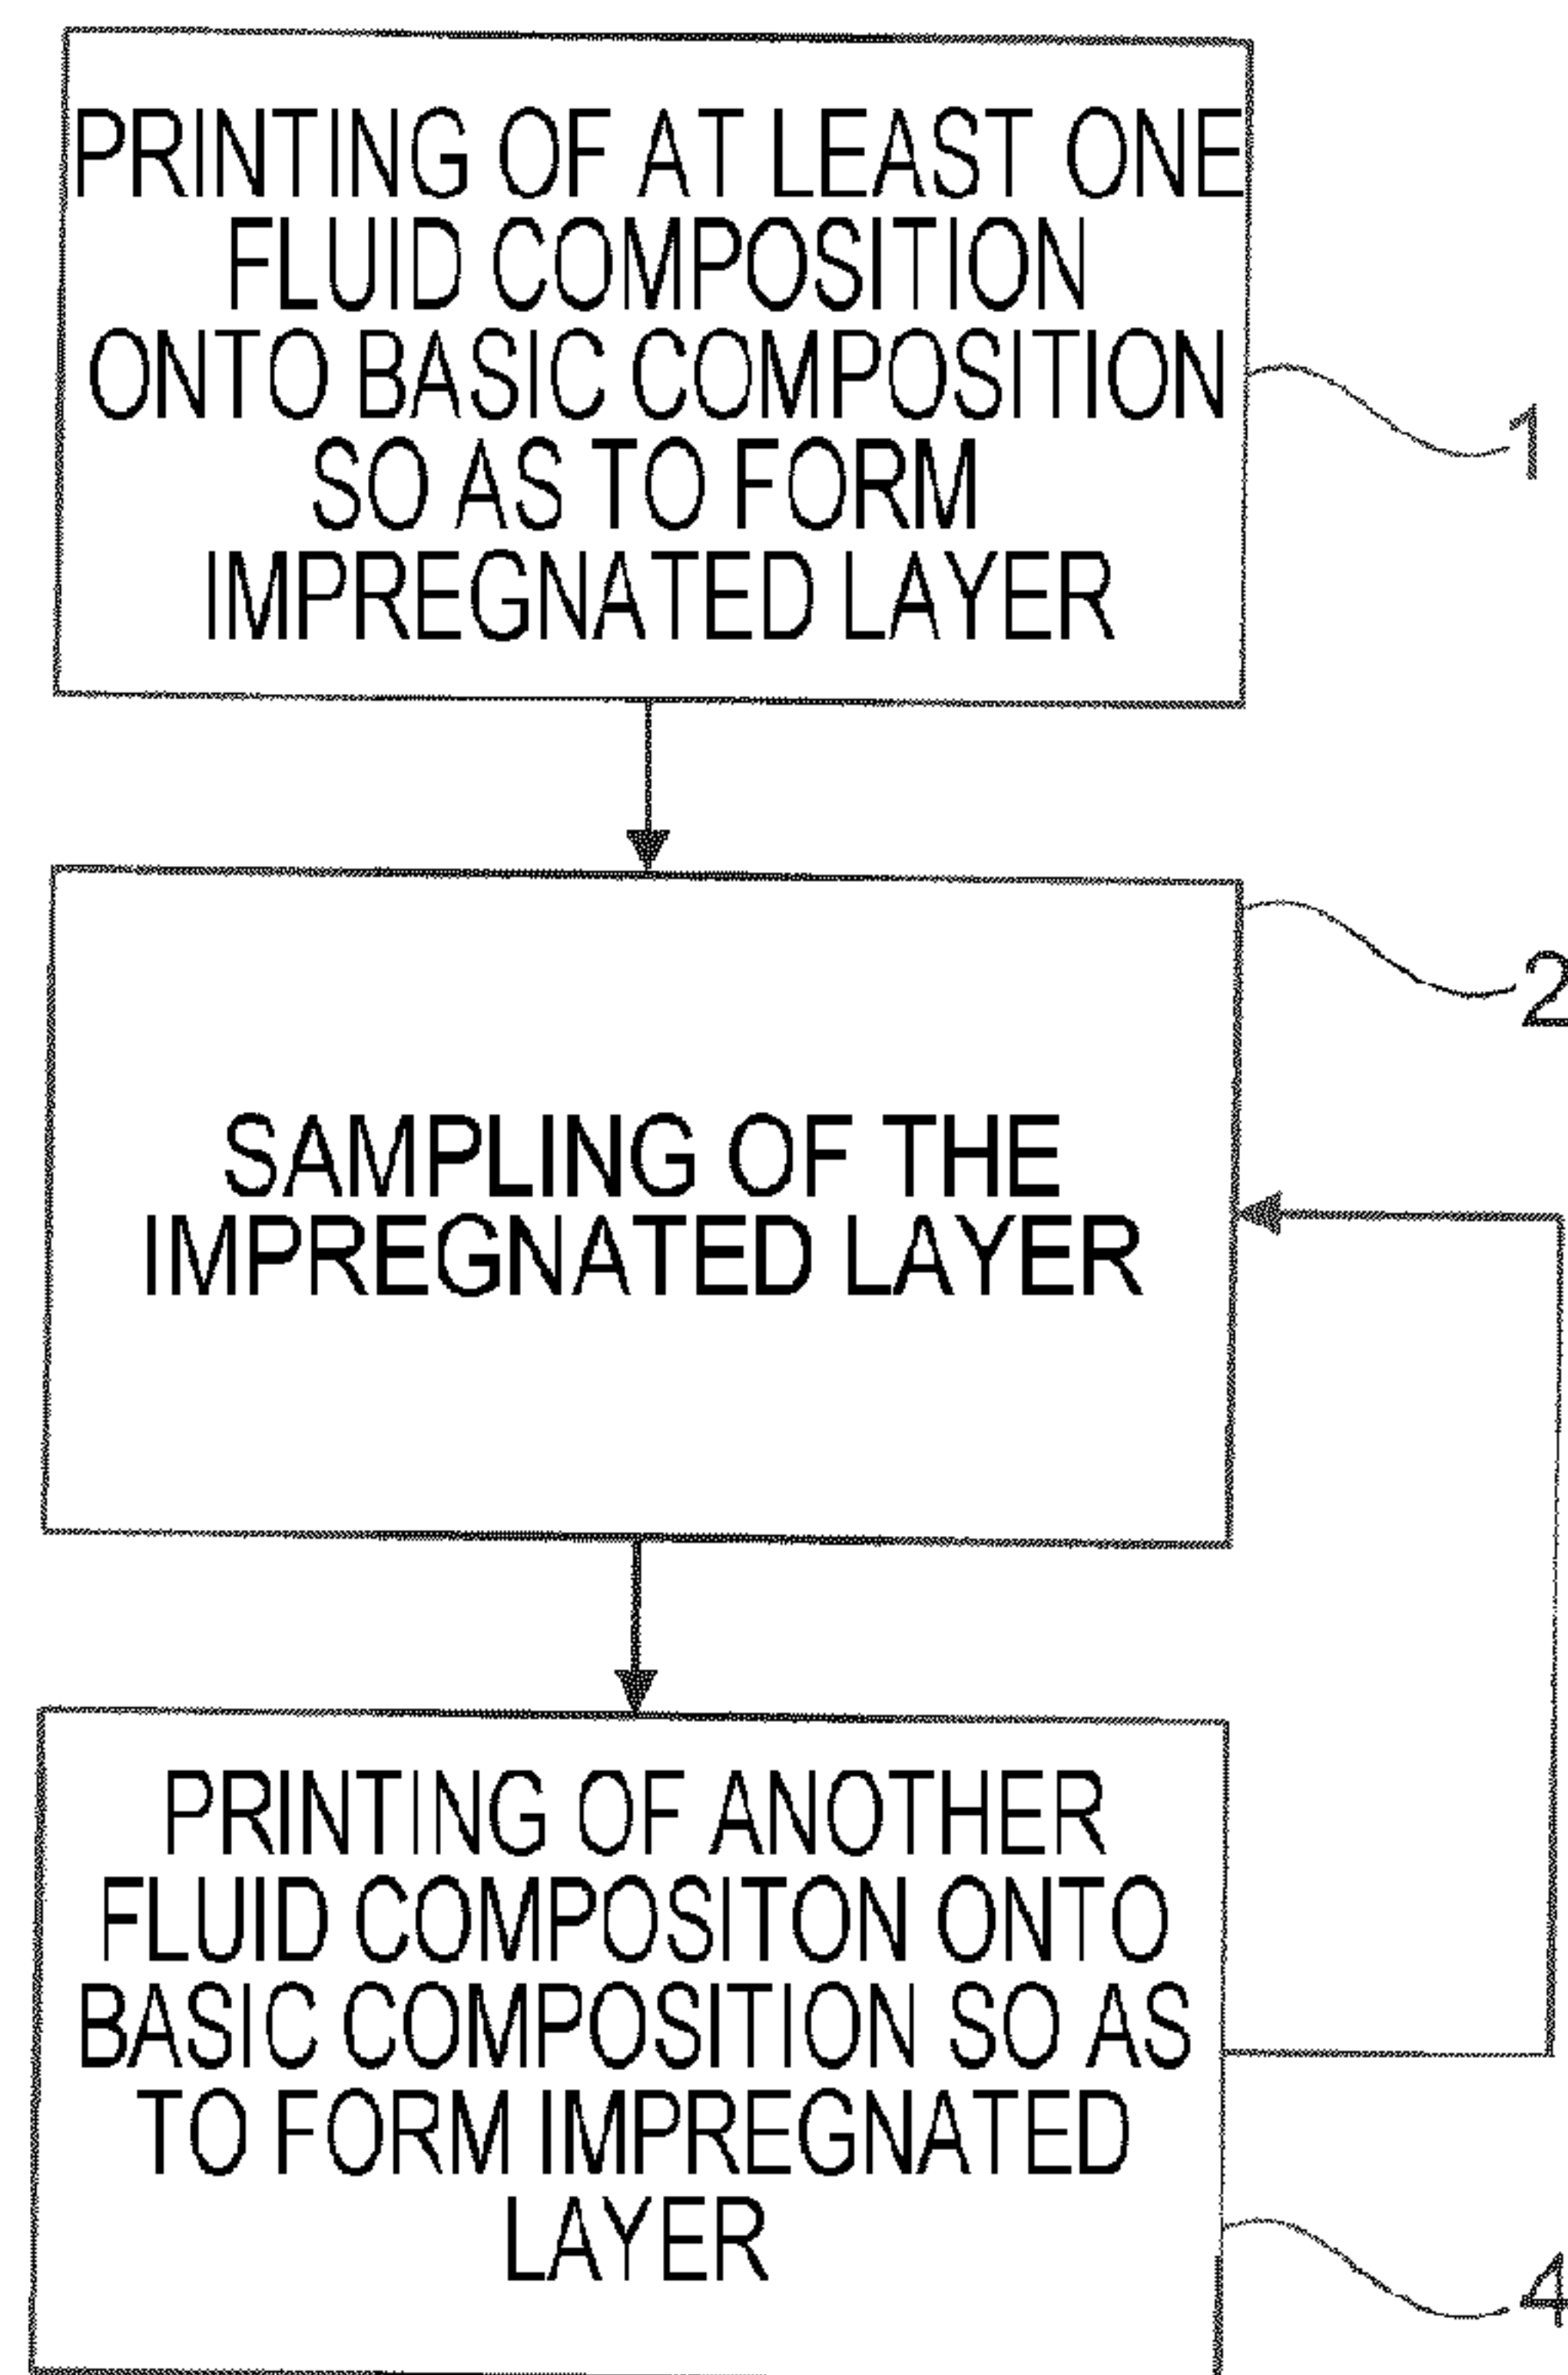 PRINTING OF AT LEAST ONE
FLUID COMPOSITION
ONTO BASIC COMPOSITION
SO AS TO FORM
IMPREGNATED LAYER
1
2
SAMPLING OF THE
IMPREGNATED LAYER
PRINTING OF ANOTHER
FLUID COMPOSITON ONTO
BASIC COMPOSITION SO AS
TO FORM IMPREGNATED
LAYER
4